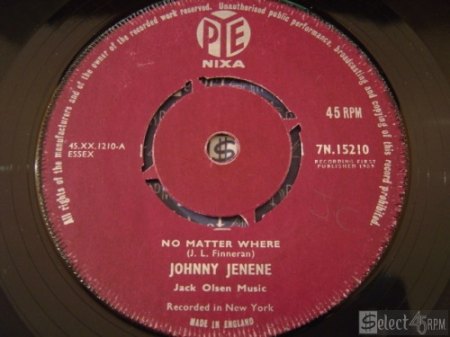 All rights of the manufacturers and of the owner of the recorded work reserved. Unauthorised public performance, broadcasting and copying of this record prohibited.
PYE
NIXA
45.XX.1210-A
ESSEX
45 RPM
7N.15210
RECORDING FIRST
PUBLISHED 1959
NO MATTER WHERE
(J. L. Finneran)
JOHNNY JENENE
Jack Olsen Music
Recorded in New York
MADE IN ENGLAND
$elect45RPM